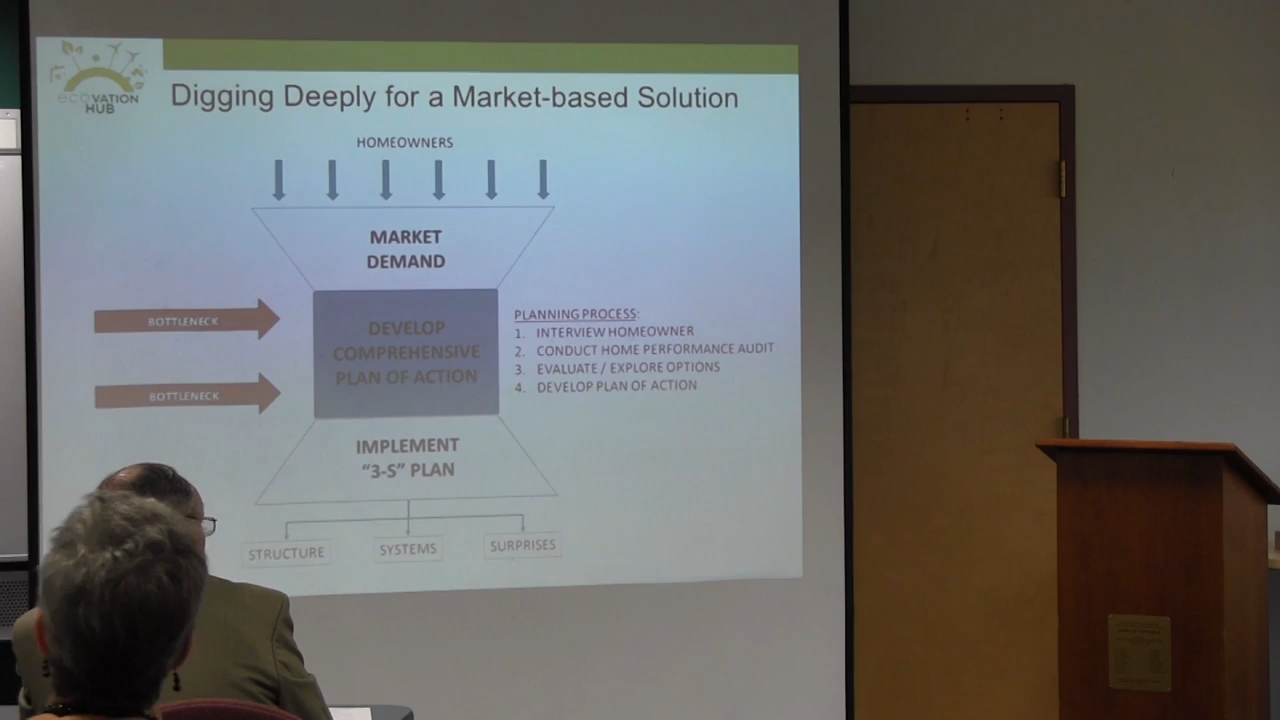 ecOVATION
HUB
Digging Deeply for a Market-based Solution
HOMEOWNERS
MARKET
DEMAND
BOTTLENECK
BOTTLENECK
DEVELOP
COMPREHENSIVE
PLAN OF ACTION
PLANNING PROCESS:
1. INTERVIEW HOMEOWNER
2. CONDUCT HOME PERFORMANCE AUDIT
3. EVALUATE / EXPLORE OPTIONS
4. DEVELOP PLAN OF ACTION
IMPLEMENT
“3-S” PLAN
STRUCTURE
SYSTEMS
SURPRISES